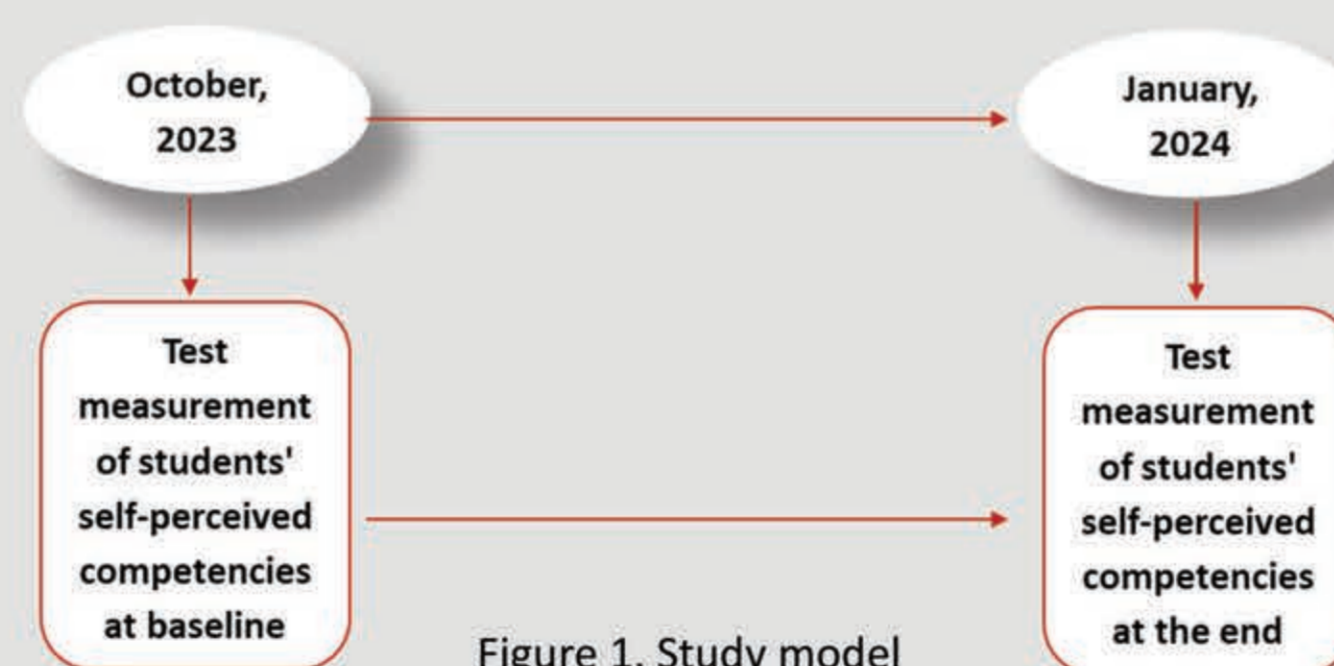 October,
2023
January,
2024
Test
measurement
of students'
self-perceived
competencies
at baseline
Test
measurement
of students'
self-perceived
competencies
at the end
Figure 1. Study model